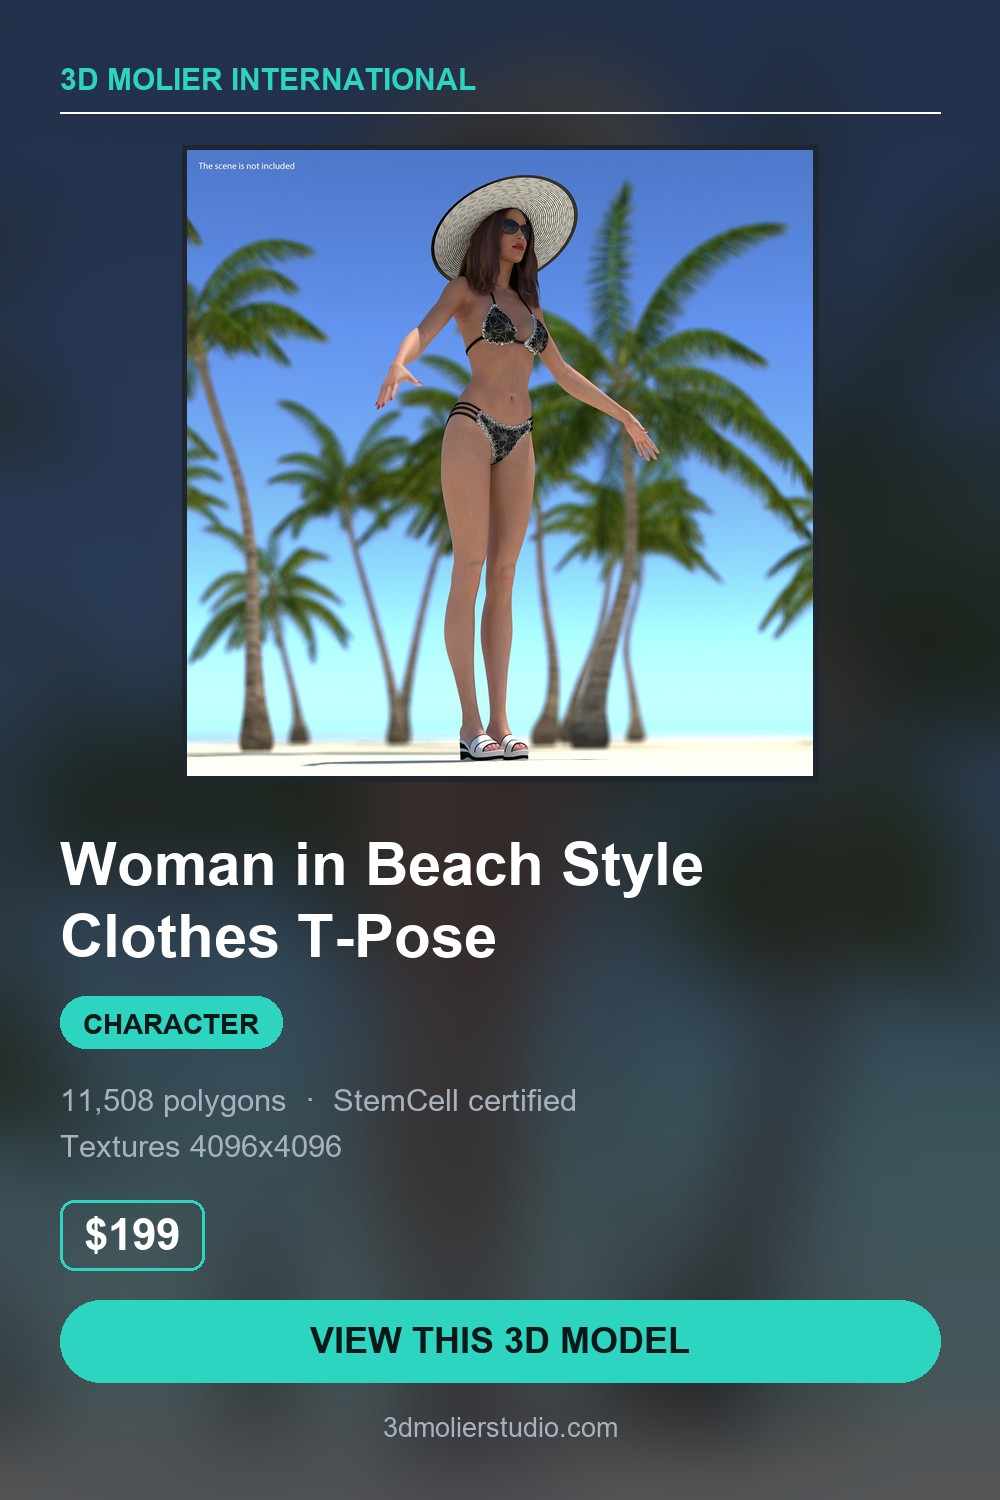 3D MOLIER INTERNATIONAL
The scene is not included
Woman in Beach Style
Clothes T-Pose
CHARACTER
11,508 polygons · StemCell certified
Textures 4096x4096
$199
VIEW THIS 3D MODEL
3dmolierstudio.com